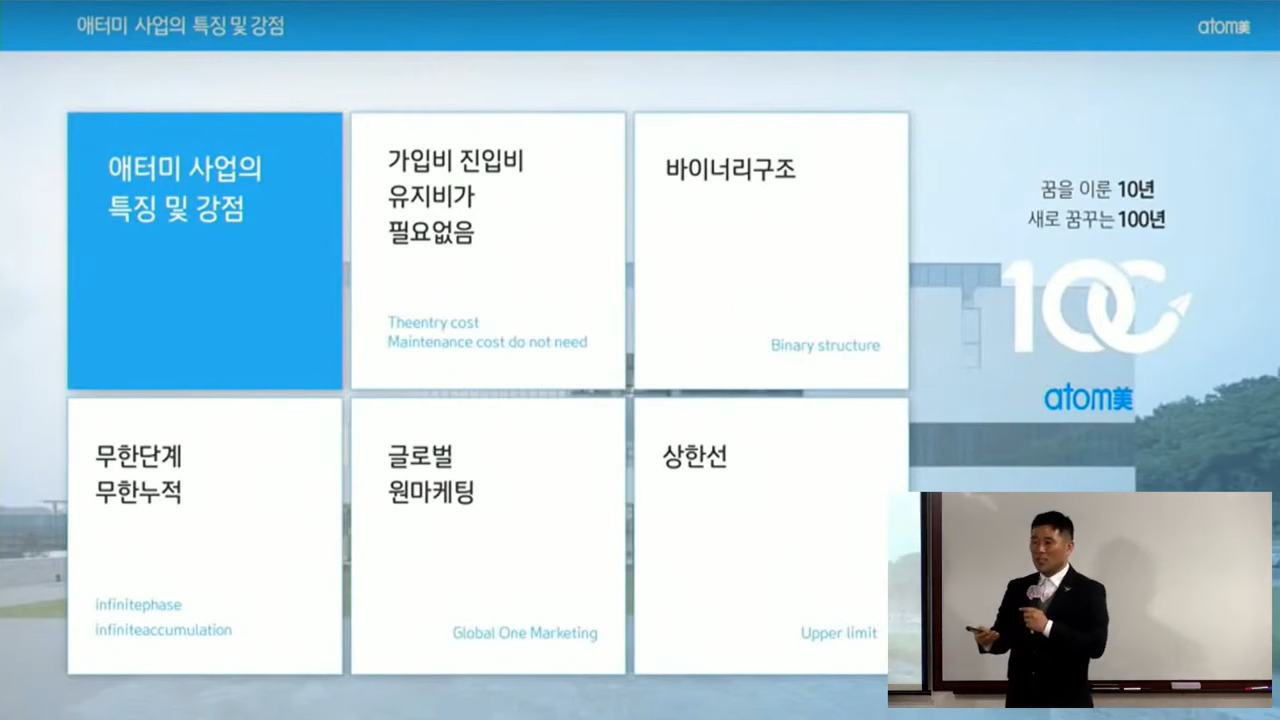 애터미 사업의 특징 및 강점
atom美
애터미 사업의
특징 및 강점
가입비 진입비
유지비가
필요없음
Theentry cost
Maintenance cost do not need
바이너리구조
Binary structure
꿈을 이룬 10년
새로 꿈꾸는 100년
100
atom美
무한단계
무한누적
infinitephase
infiniteaccumulation
글로벌
원마케팅
Global One Marketing
상한선
Upper limit